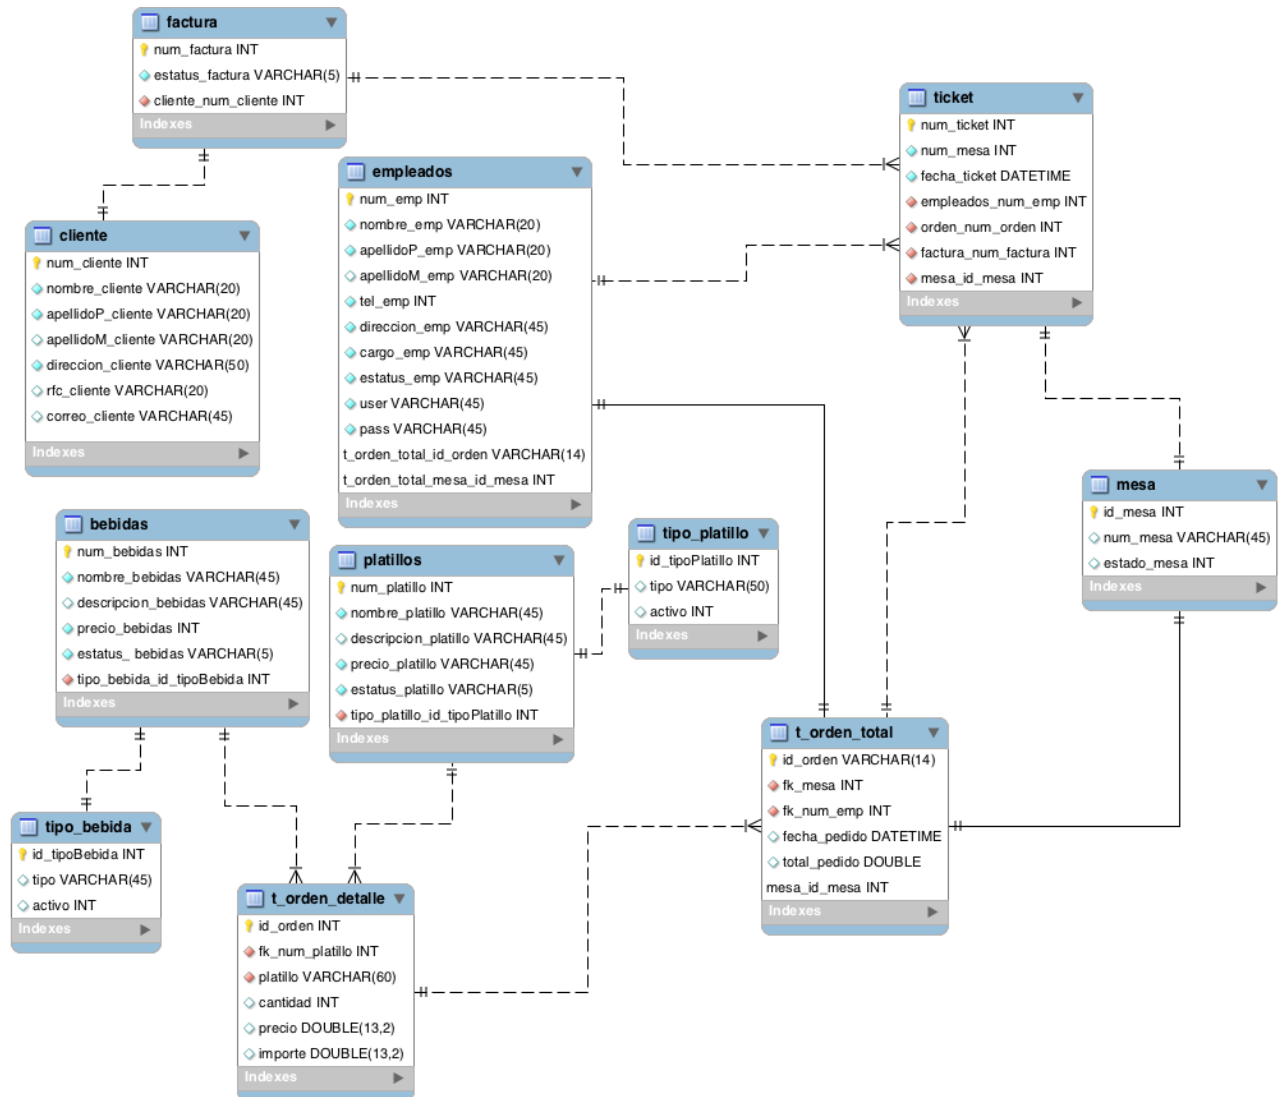 factura
num_factura INT
estatus_factura VARCHAR(5)
cliente_num_cliente INT
Indexes
cliente
num_cliente INT
nombre_cliente VARCHAR(20)
apellidoP_cliente VARCHAR(20)
apellidoM_cliente VARCHAR(20)
direccion_cliente VARCHAR(50)
rfc_cliente VARCHAR(20)
correo_cliente VARCHAR(45)
Indexes
empleados
num_emp INT
nombre_emp VARCHAR(20)
apellidoP_emp VARCHAR(20)
apellidoM_emp VARCHAR(20)
tel_emp INT
direccion_emp VARCHAR(45)
cargo_emp VARCHAR(45)
estatus_emp VARCHAR(45)
user VARCHAR(45)
pass VARCHAR(45)
t_orden_total_id_orden VARCHAR(14)
t_orden_total_mesa_id_mesa INT
Indexes
ticket
num_ticket INT
num_mesa INT
fecha_ticket DATETIME
empleados_num_emp INT
orden_num_orden INT
factura_num_factura INT
mesa_id_mesa INT
Indexes
mesa
id_mesa INT
num_mesa VARCHAR(45)
estado_mesa INT
Indexes
bebidas
num_bebidas INT
nombre_bebidas VARCHAR(45)
descripcion_bebidas VARCHAR(45)
precio_bebidas INT
estatus_ bebidas VARCHAR(5)
tipo_bebida_id_tipoBebida INT
Indexes
platillos
num_platillo INT
nombre_platillo VARCHAR(45)
descripcion_platillo VARCHAR(45)
precio_platillo VARCHAR(45)
estatus_platillo VARCHAR(5)
tipo_platillo_id_tipoPlatillo INT
Indexes
tipo_platillo
id_tipoPlatillo INT
tipo VARCHAR(50)
activo INT
Indexes
tipo_bebida
id_tipoBebida INT
tipo VARCHAR(45)
activo INT
Indexes
t_orden_detalle
id_orden INT
fk_num_platillo INT
platillo VARCHAR(60)
cantidad INT
precio DOUBLE(13,2)
importe DOUBLE(13,2)
Indexes
t_orden_total
id_orden VARCHAR(14)
fk_mesa INT
fk_num_emp INT
fecha_pedido DATETIME
total_pedido DOUBLE
mesa_id_mesa INT
Indexes